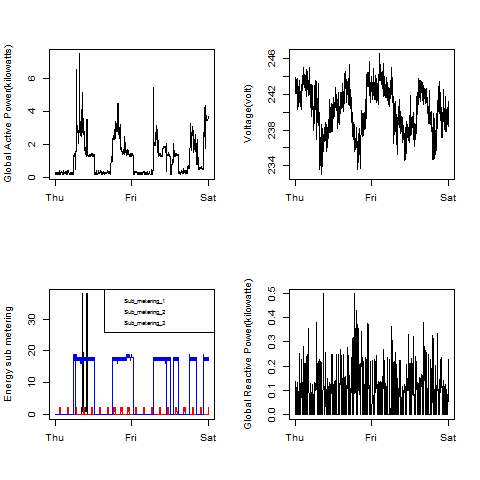 Global Active Power(kilowatts)
0 2 4 6
Thu Fri Sat
Voltage(volt)
234 238 242 246
Thu Fri Sat
Energy sub metering
0 10 20 30
Sub_metering_1
Sub_metering_2
Sub_metering_3
Thu Fri Sat
Global Reactive Power(kilowatte)
0.0 0.1 0.2 0.3 0.4 0.5
Thu Fri Sat